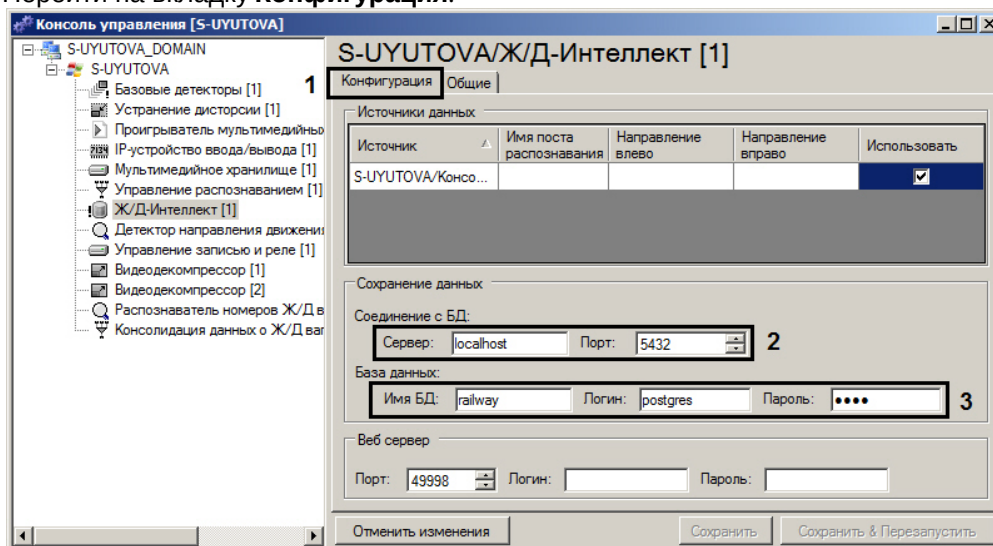 Перейти на вкладку Конфигурация.
Консоль управления [S-UYUTOVA]
S-UYUTOVA_DOMAIN
S-UYUTOVA
Базовые детекторы [1]
Устранение дисторсии [1]
Проигрыватель мультимедийны
IP-устройство ввода/вывода [1]
Мультимедийное хранилище [1]
Управление распознаванием [1]
Ж/Д-Интеллект [1]
Детектор направления движени
Управление записью и реле [1]
Видеодекомпрессор [1]
Видеодекомпрессор [2]
Распознаватель номеров Ж/Д в
Консолидация данных о Ж/Д ваг
1
S-UYUTOVA/Ж/Д-Интеллект [1]
Конфигурация Общие
Источники данных
Источник Имя поста распознавания Направление влево Направление вправо Использовать
S-UYUTOVA/Консо...
Сохранение данных
Соединение с БД:
Сервер: localhost Порт: 5432 2
База данных:
Имя БД: railway Логин: postgres Пароль: •••• 3
Веб сервер
Порт: 49998 Логин: Пароль:
Отменить изменения Сохранить Сохранить & Перезапустить